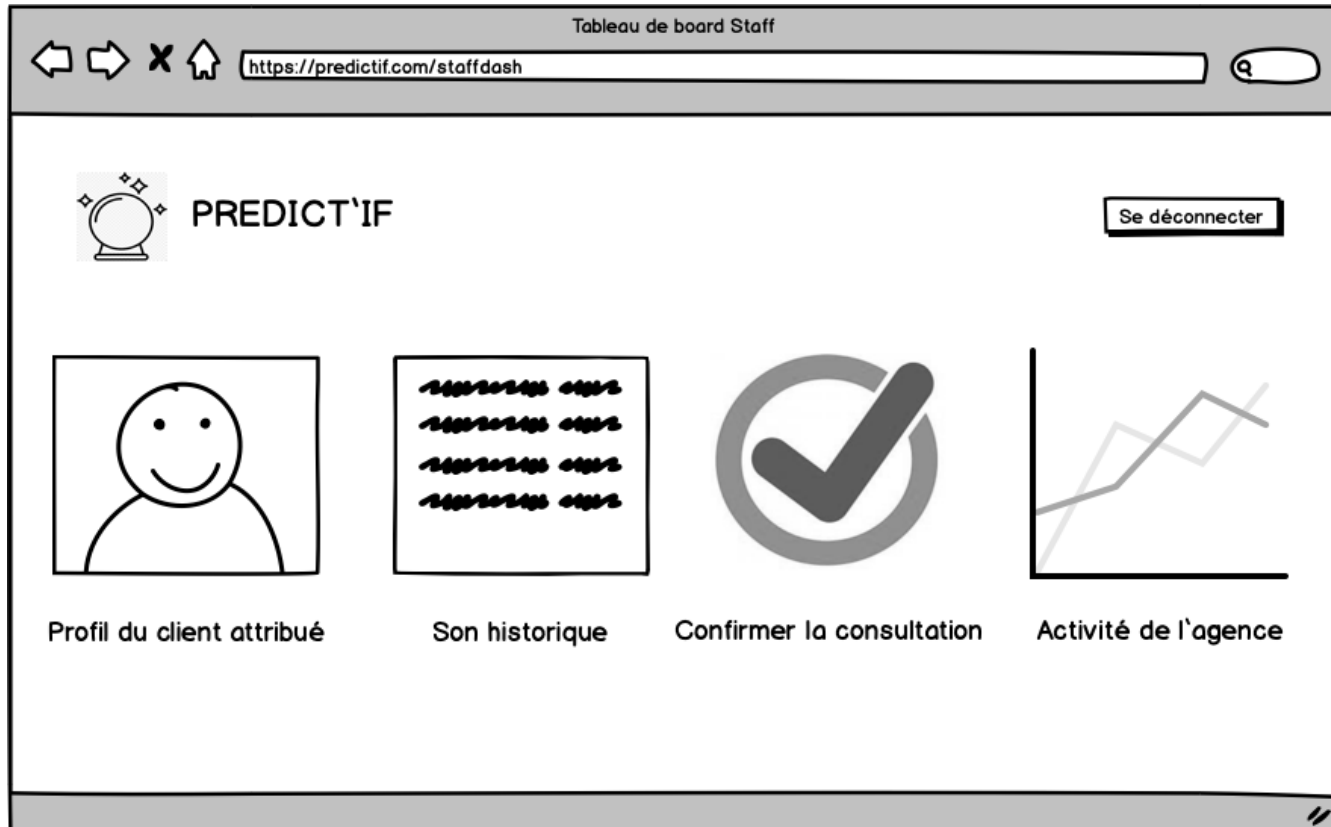 Tableau de board Staff
https://predictif.com/staffdash
PREDICT`IF
Se déconnecter
Profil du client attribué
Son historique
Confirmer la consultation
Activité de l`agence